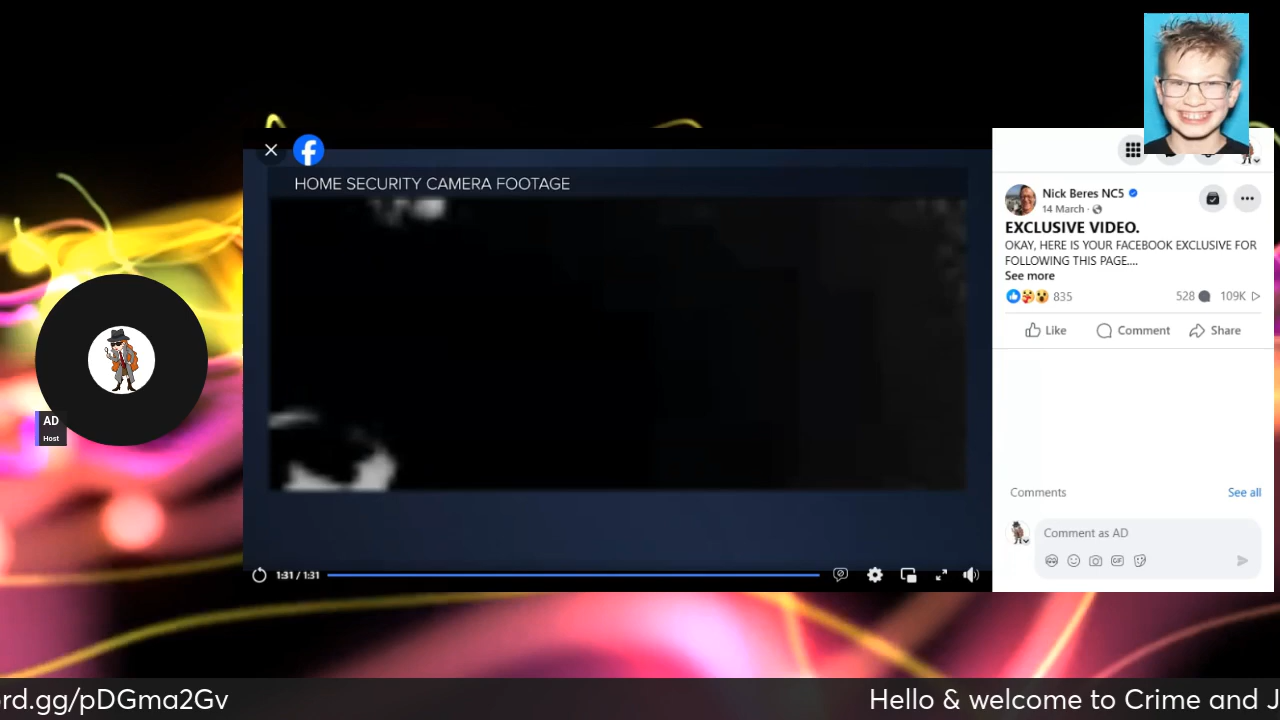 HOME SECURITY CAMERA FOOTAGE
Nick Beres NC5
14 March
EXCLUSIVE VIDEO.
OKAY, HERE IS YOUR FACEBOOK EXCLUSIVE FOR
FOLLOWING THIS PAGE....
See more
835
528
109K
Like
Comment
Share
AD
Host
Comments
See all
Comment as AD
GIF
1:31 / 1:31
rd.gg/pDGma2Gv
Hello & welcome to Crime and J